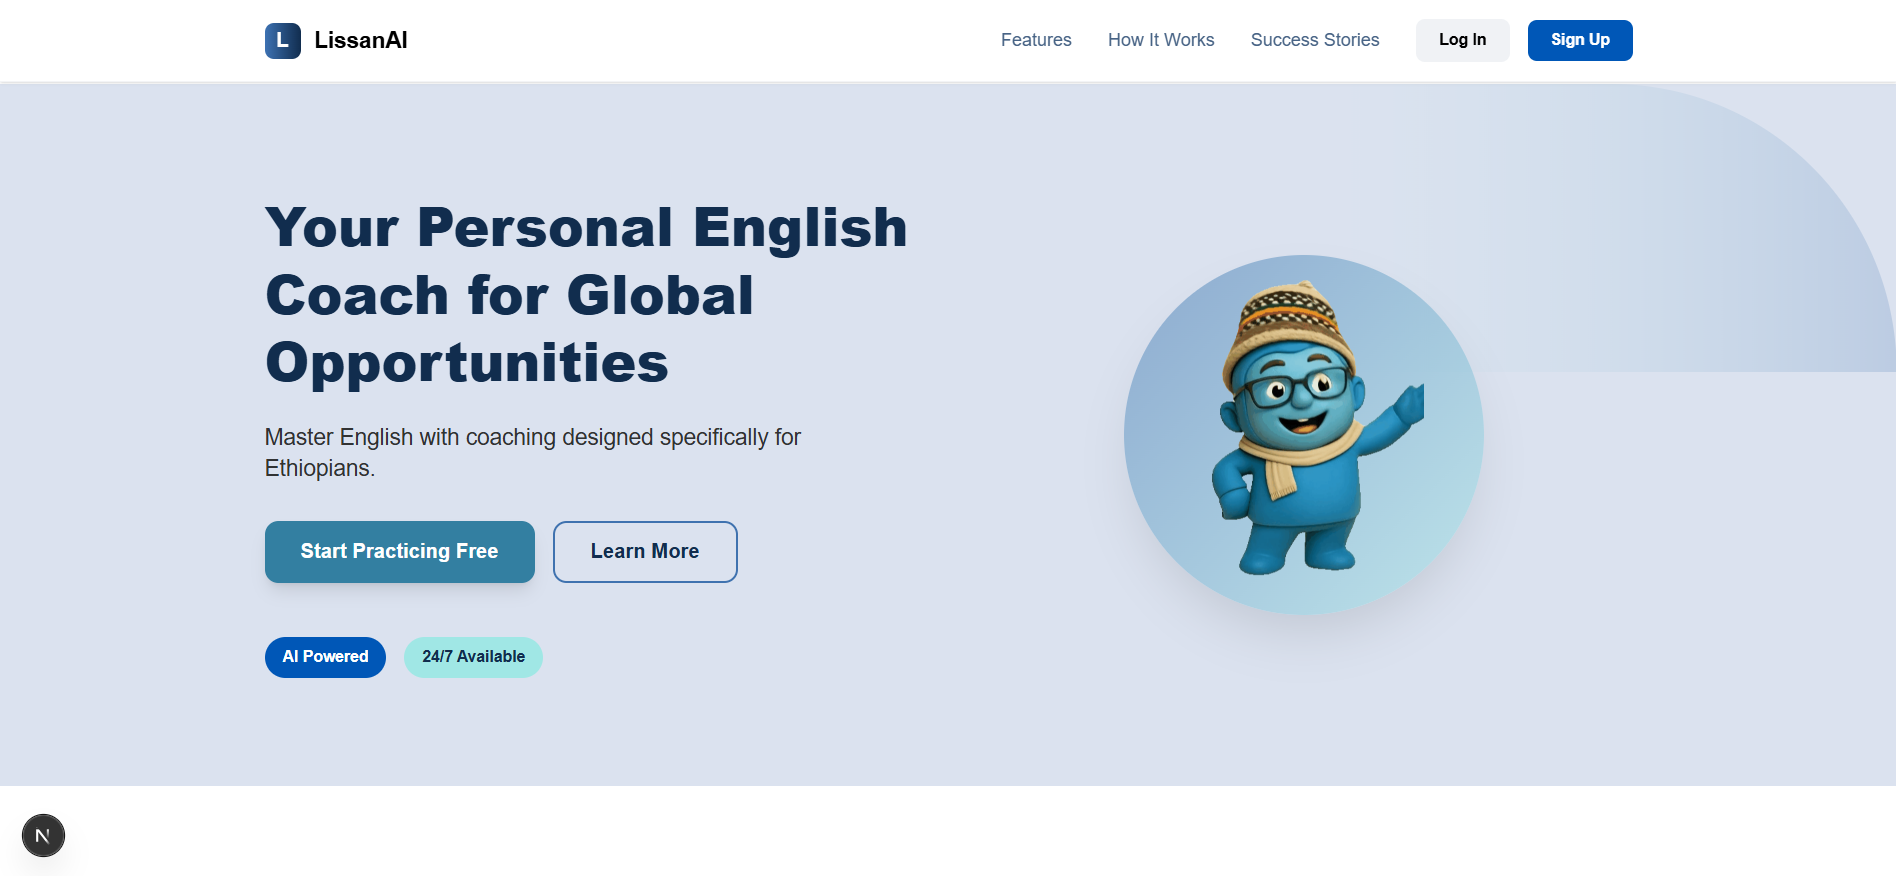 L LissanAI
Features How It Works Success Stories Log In Sign Up
Your Personal English
Coach for Global
Opportunities
Master English with coaching designed specifically for
Ethiopians.
Start Practicing Free Learn More
AI Powered 24/7 Available
N